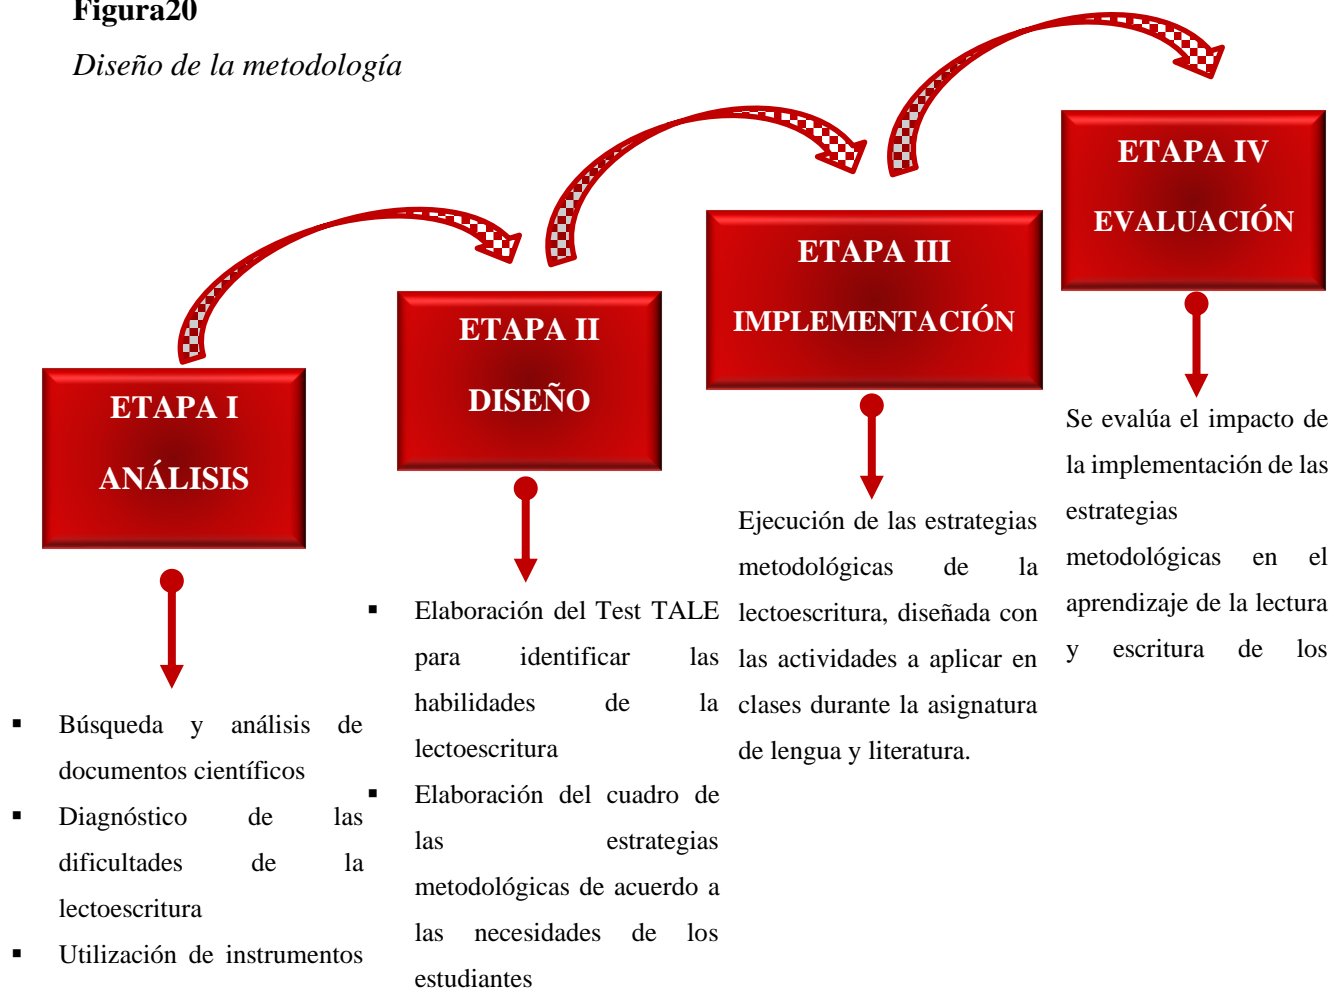 Figura20
Diseño de la metodología
ETAPA I
ANÁLISIS
▪ Búsqueda y análisis de
documentos científicos
▪ Diagnóstico de las
dificultades de la
lectoescritura
▪ Utilización de instrumentos
ETAPA II
DISEÑO
▪ Elaboración del Test TALE
para identificar las
habilidades de la
lectoescritura
▪ Elaboración del cuadro de
las estrategias
metodológicas de acuerdo a
las necesidades de los
estudiantes
ETAPA III
IMPLEMENTACIÓN
Ejecución de las estrategias
metodológicas de la
lectoescritura, diseñada con
las actividades a aplicar en
clases durante la asignatura
de lengua y literatura.
ETAPA IV
EVALUACIÓN
Se evalúa el impacto de
la implementación de las
estrategias
metodológicas en el
aprendizaje de la lectura
y escritura de los